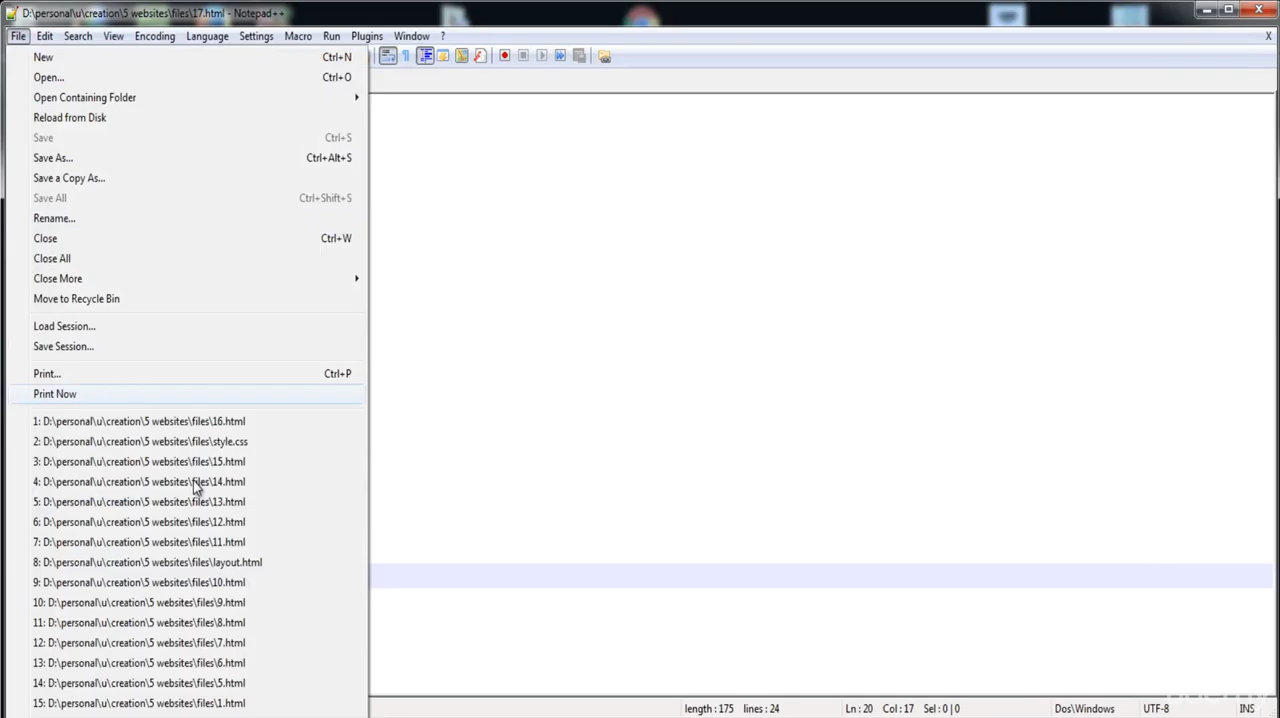 D:\personal\u\creation\5 websites\files\17.html - Notepad++
File Edit Search View Encoding Language Settings Macro Run Plugins Window ? X
New Ctrl+N
Open... Ctrl+O
Open Containing Folder
Reload from Disk
Save Ctrl+S
Save As... Ctrl+Alt+S
Save a Copy As...
Save All Ctrl+Shift+S
Rename...
Close Ctrl+W
Close All
Close More
Move to Recycle Bin
Load Session...
Save Session...
Print... Ctrl+P
Print Now
1: D:\personal\u\creation\5 websites\files\16.html
2: D:\personal\u\creation\5 websites\files\style.css
3: D:\personal\u\creation\5 websites\files\15.html
4: D:\personal\u\creation\5 websites\files\14.html
5: D:\personal\u\creation\5 websites\files\13.html
6: D:\personal\u\creation\5 websites\files\12.html
7: D:\personal\u\creation\5 websites\files\11.html
8: D:\personal\u\creation\5 websites\files\layout.html
9: D:\personal\u\creation\5 websites\files\10.html
10: D:\personal\u\creation\5 websites\files\9.html
11: D:\personal\u\creation\5 websites\files\8.html
12: D:\personal\u\creation\5 websites\files\7.html
13: D:\personal\u\creation\5 websites\files\6.html
14: D:\personal\u\creation\5 websites\files\5.html
15: D:\personal\u\creation\5 websites\files\1.html
length : 175 lines : 24 Ln : 20 Col : 17 Sel : 0 | 0 Dos\Windows UTF-8 INS